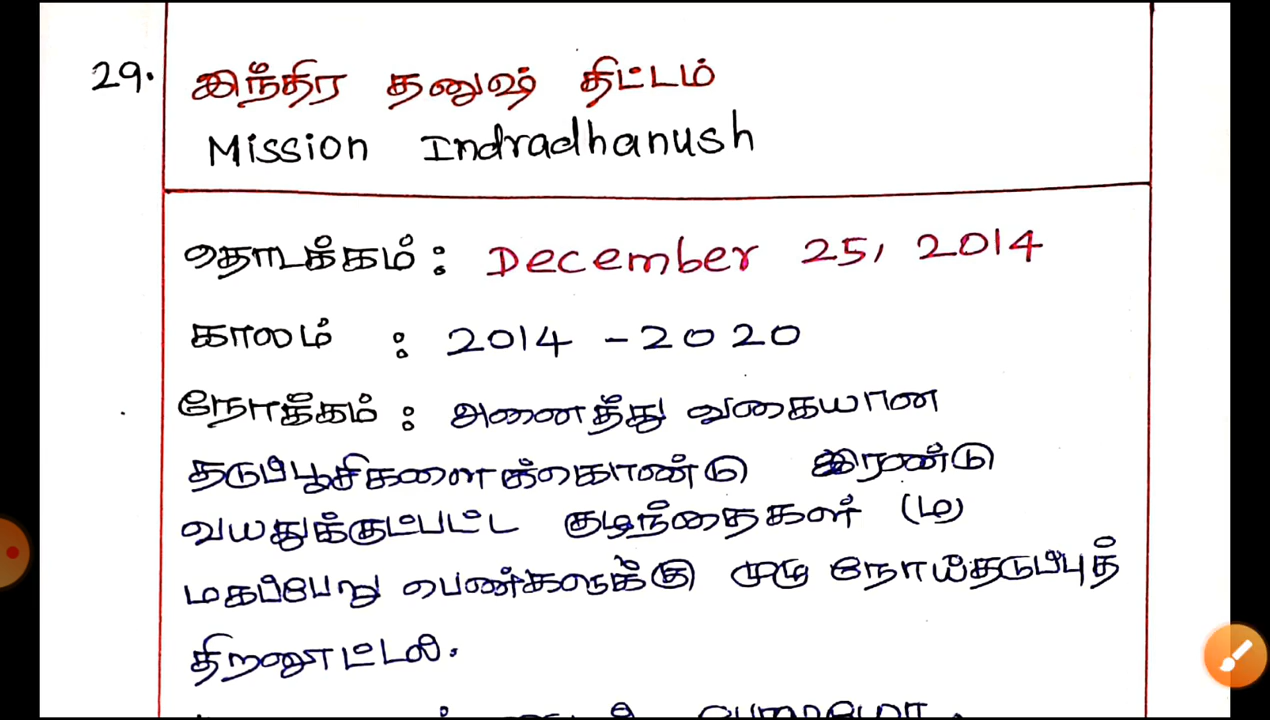 29. இந்திர தனுஷ் திட்டம்
Mission Indradhanush
தொடக்கம் : December 25, 2014
காலம் : 2014 - 2020
நோக்கம் : அனைத்து வகையான
தடுப்பூசிகளைக்கொண்டு இரண்டு
வயதுக்குட்பட்ட குழந்தைகள் (ம)
மகப்பேறு பெண்களுக்கு முழு நோய்தடுப்புத்
திறனூட்டல்.